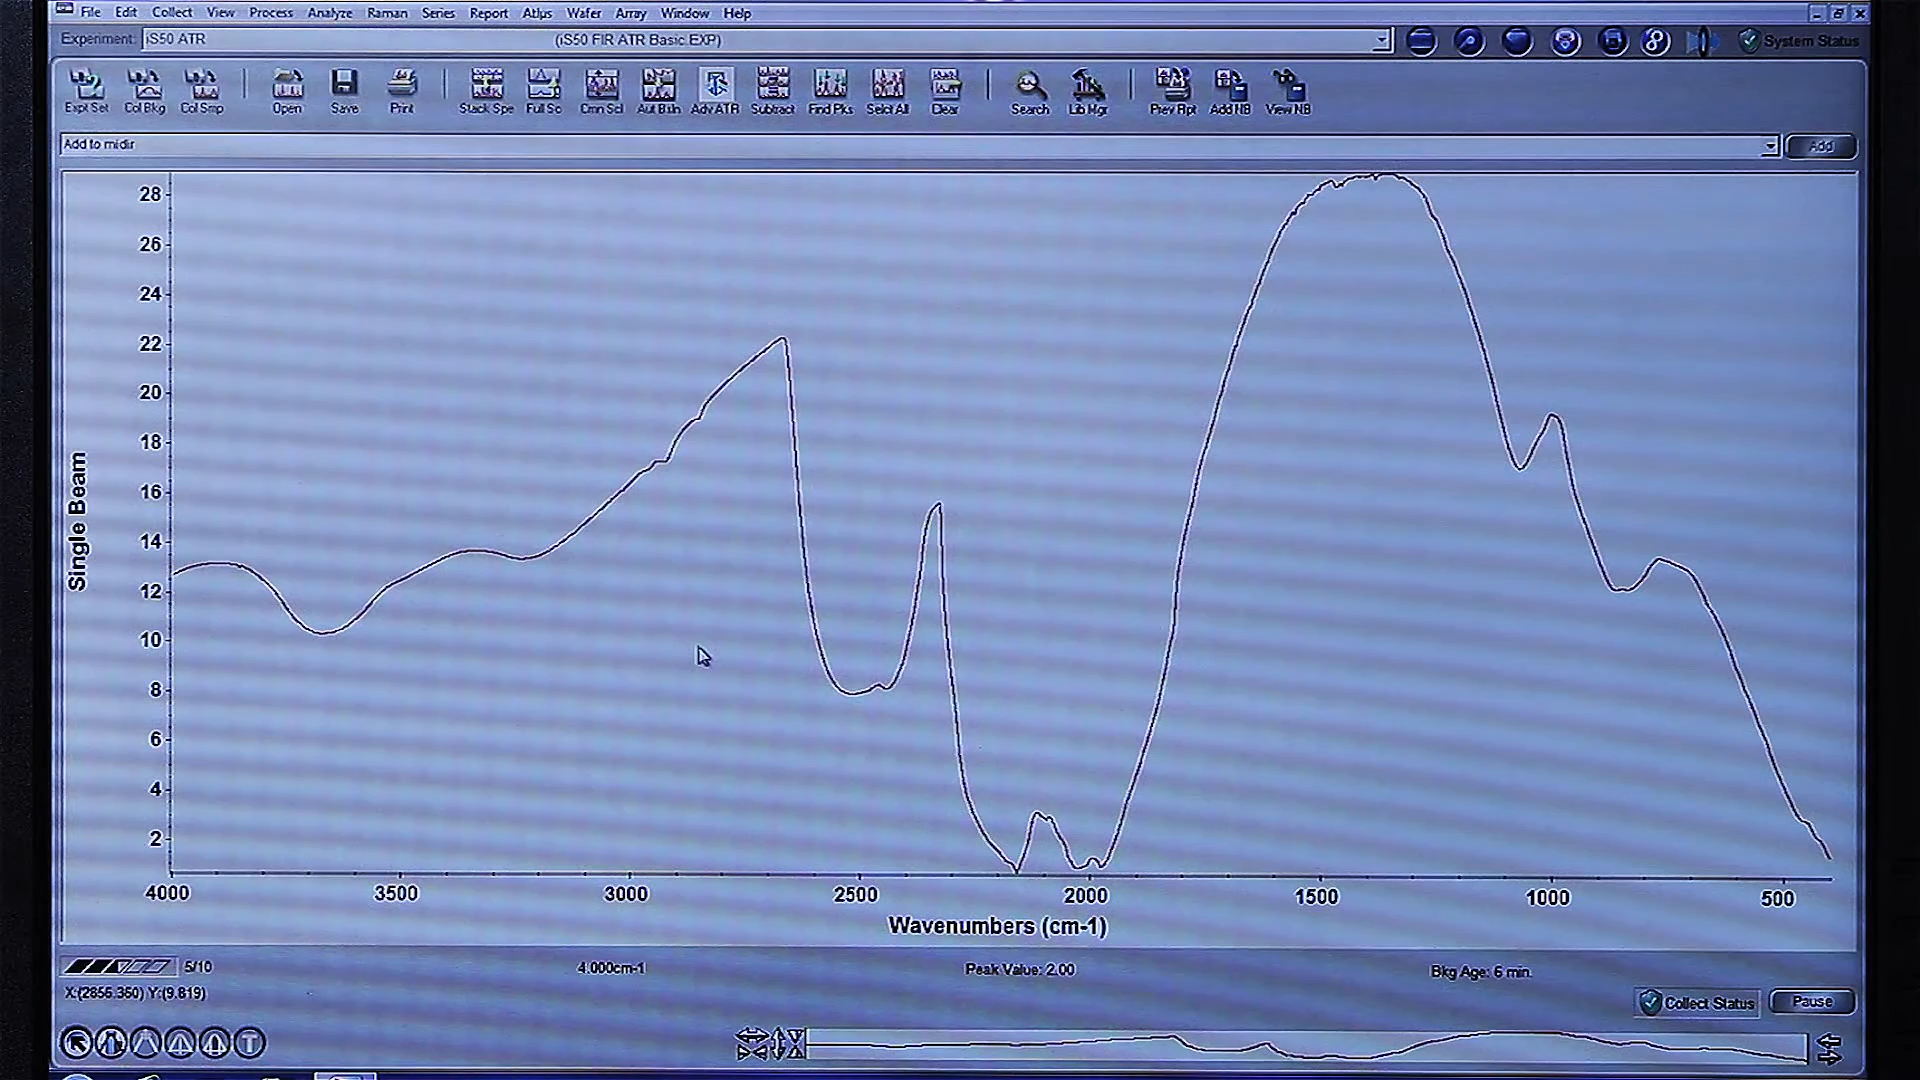 File Edit Collect View Process Analyze Raman Series Report Atlus Wafer Array Window Help
Experiment: iS50 ATR (iS50 FIR ATR Basic.EXP) System Status
Expt Set Col Bkg Col Smp Open Save Print Stack Spe Full Sc Cmn Scl Aut Bsln Adv ATR Subtract Find Pks Selct All Clear Search Lib Mgr Prev Rpt Add NB View NB
Add to midir Add
28
26
24
22
20
18
16
14
12
10
8
6
4
2
Single Beam
4000 3500 3000 2500 2000 1500 1000 500
Wavenumbers (cm-1)
5/10 4.000cm-1 Peak Value: 2.00 Bkg Age: 6 min.
X:(2855.350) Y:(9.819)
Collect Status Pause
T